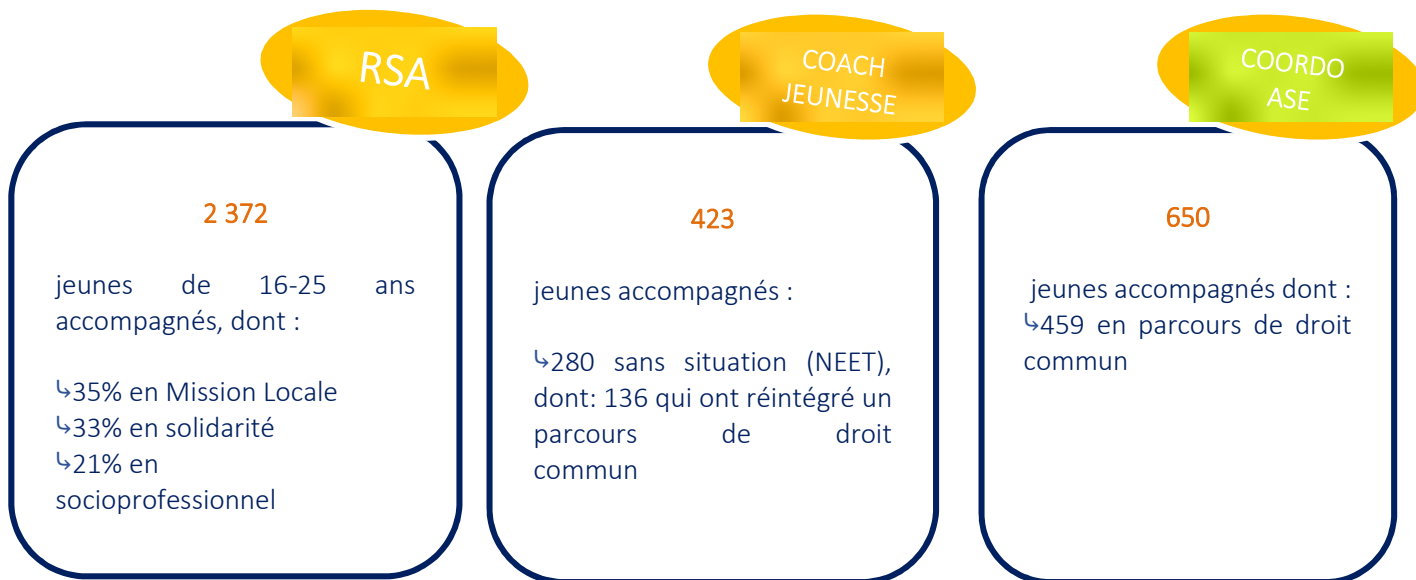 RSA
2 372
jeunes de 16-25 ans
accompagnés, dont :
↳35% en Mission Locale
↳33% en solidarité
↳21% en
socioprofessionnel
COACH
JEUNESSE
423
jeunes accompagnés :
↳280 sans situation (NEET),
dont: 136 qui ont réintégré un
parcours de droit
commun
COORDO
ASE
650
jeunes accompagnés dont :
↳459 en parcours de droit
commun